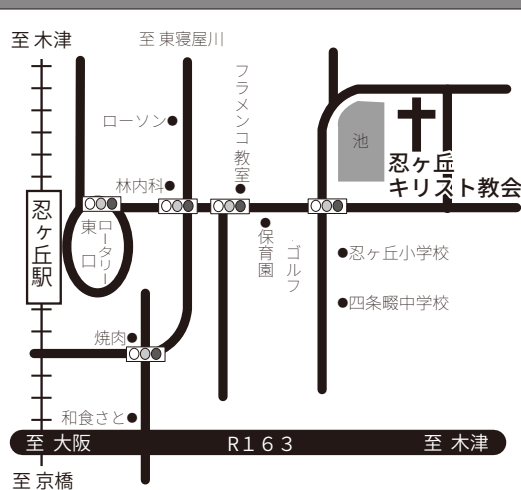 至 木津
至 東寝屋川
フラメンコ教室
ローソン
池
忍ヶ丘
キリスト教会
林内科
忍ヶ丘駅
東口
ロータリー
保育園
ゴルフ
忍ヶ丘小学校
四条畷中学校
焼肉
和食さと
至 大阪
R163
至 木津
至 京橋